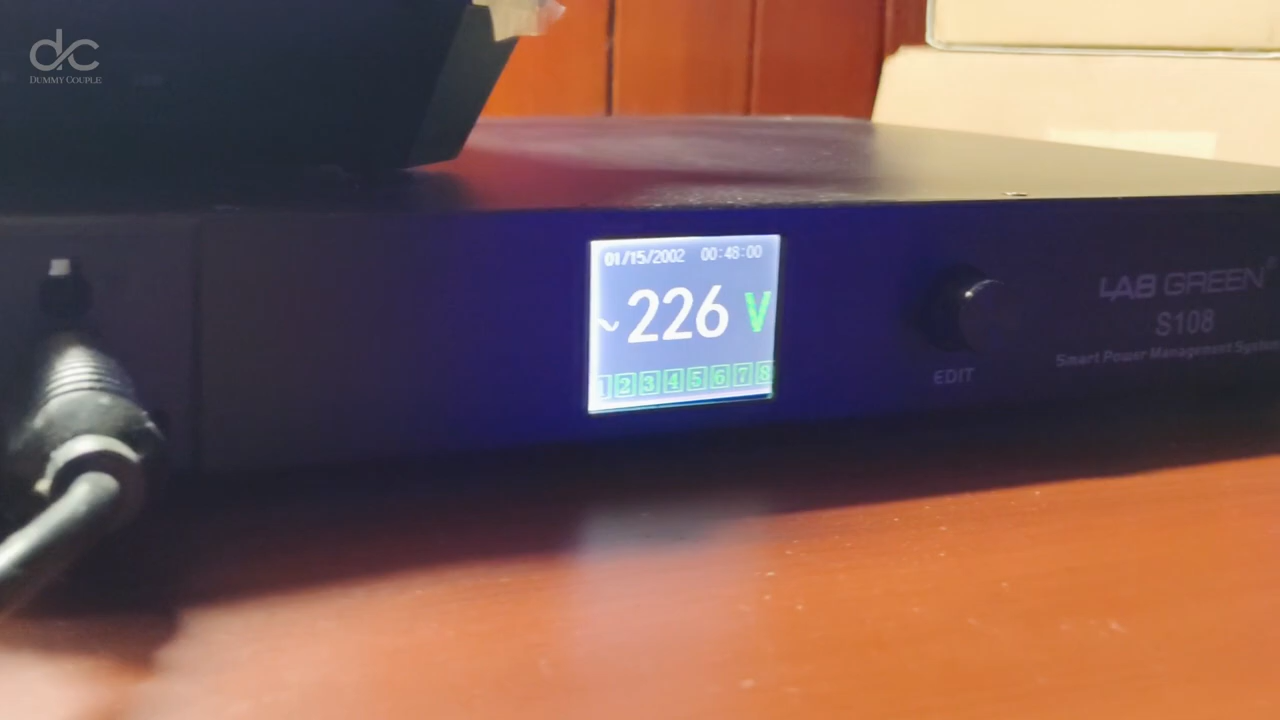 dc
DUMMY COUPLE
01/15/2002 00:48:00
~226 V
1 2 3 4 5 6 7 8
EDIT
LAB GREEN
S108
Smart Power Management System